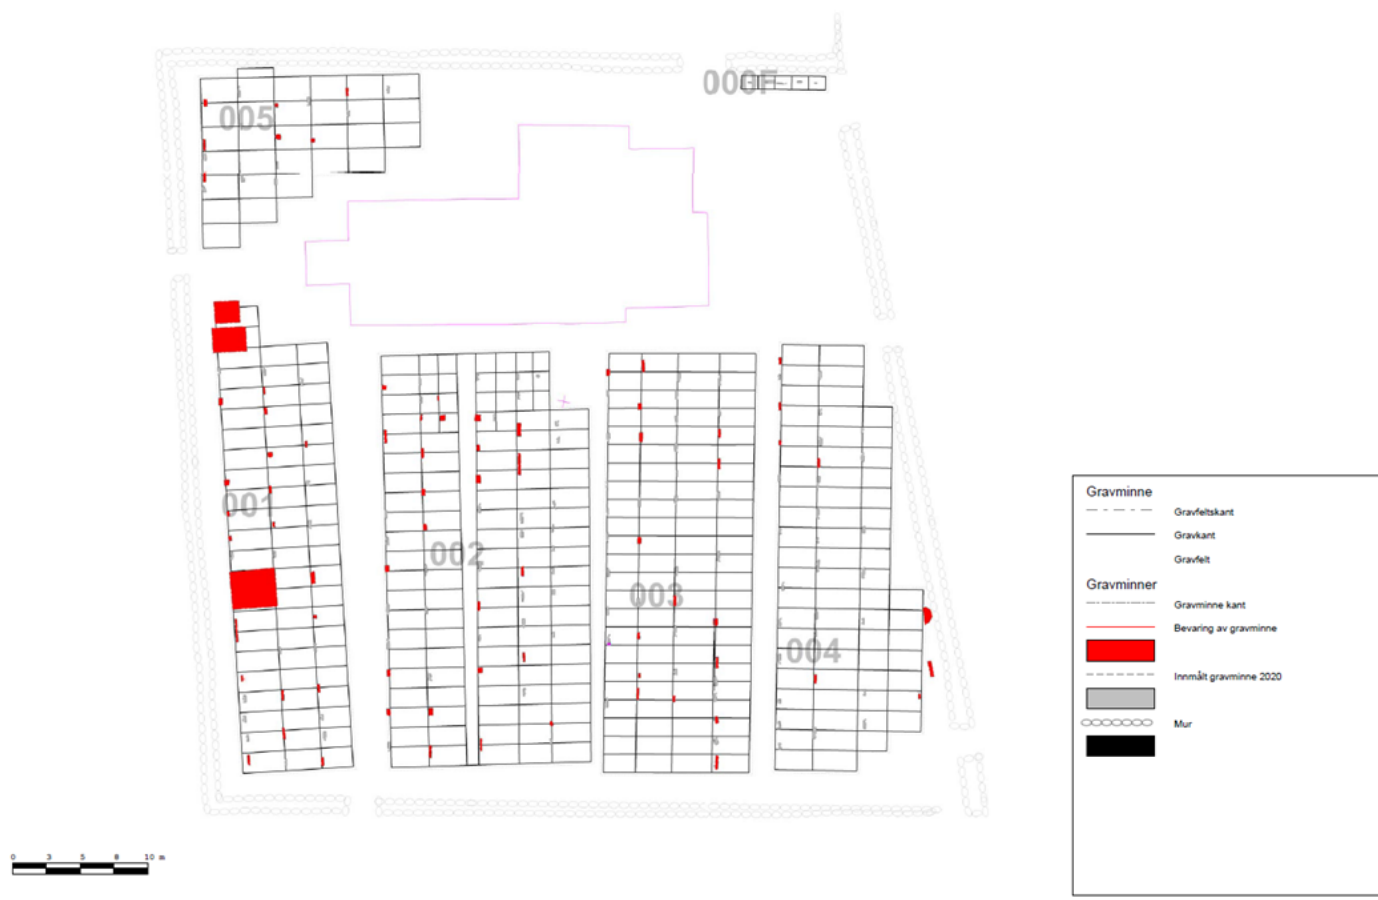 000F
005
001
002
003
004
Gravminne
Gravfeltskant
Gravkant
Gravfelt
Gravminner
Gravminne kant
Bevaring av gravminne
Innmålt gravminne 2020
Mur
0 3 5 8 10 m